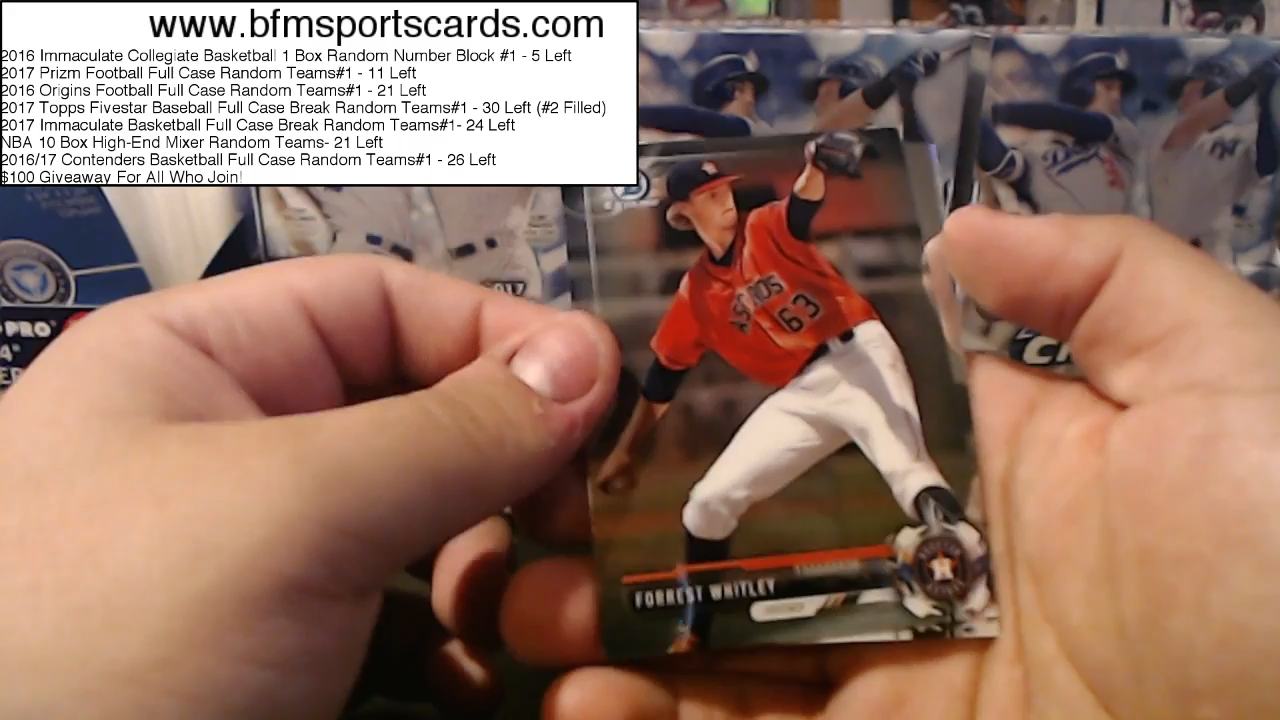 www.bfmsportscards.com
2016 Immaculate Collegiate Basketball 1 Box Random Number Block #1 - 5 Left
2017 Prizm Football Full Case Random Teams#1 - 11 Left
2016 Origins Football Full Case Random Teams#1 - 21 Left
2017 Topps Fivestar Baseball Full Case Break Random Teams#1 - 30 Left (#2 Filled)
2017 Immaculate Basketball Full Case Break Random Teams#1- 24 Left
NBA 10 Box High-End Mixer Random Teams- 21 Left
2016/17 Contenders Basketball Full Case Random Teams#1 - 26 Left
$100 Giveaway For All Who Join!
ASTROS
63
2017
PRO
FORREST WHITLEY